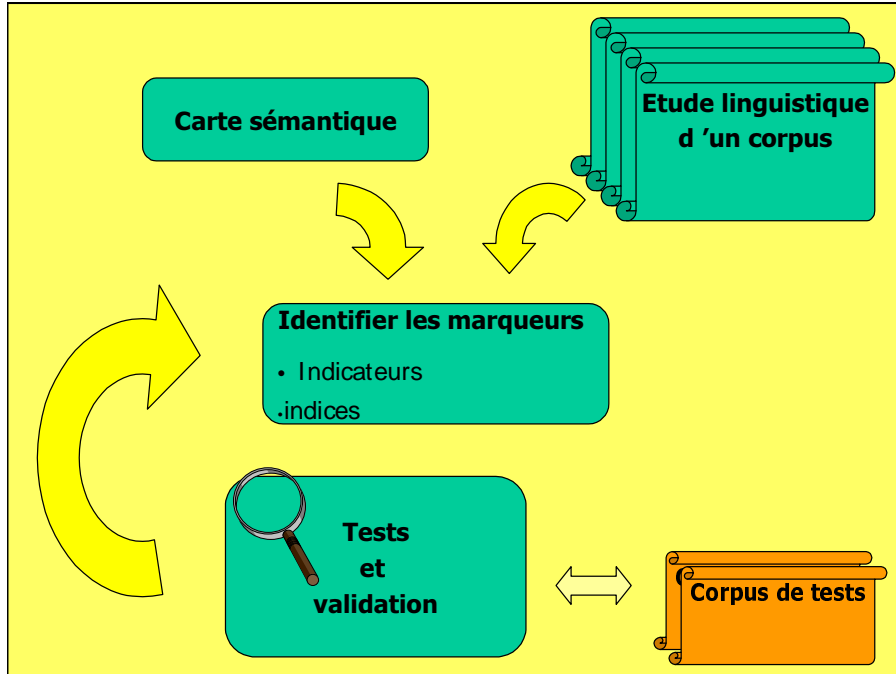 Carte sémantique
Etude linguistique
d ’un corpus
Identifier les marqueurs
• Indicateurs
•indices
Tests
et
validation
Corpus de tests